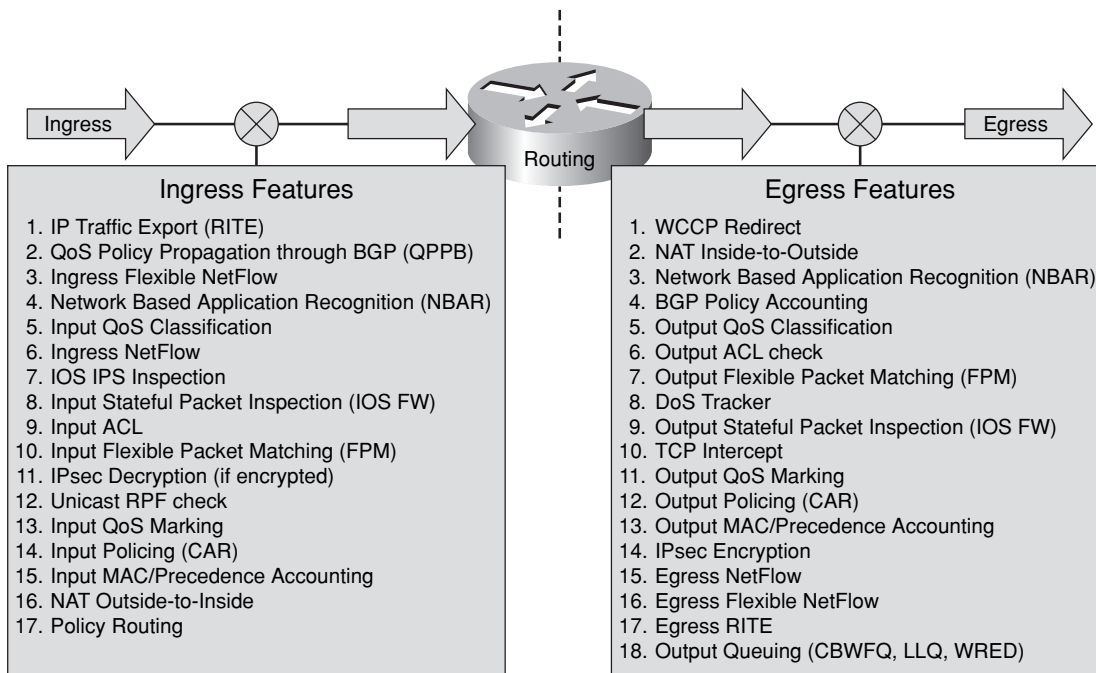 Ingress
Routing
Egress
Ingress Features
1. IP Traffic Export (RITE)
2. QoS Policy Propagation through BGP (QPPB)
3. Ingress Flexible NetFlow
4. Network Based Application Recognition (NBAR)
5. Input QoS Classification
6. Ingress NetFlow
7. IOS IPS Inspection
8. Input Stateful Packet Inspection (IOS FW)
9. Input ACL
10. Input Flexible Packet Matching (FPM)
11. IPsec Decryption (if encrypted)
12. Unicast RPF check
13. Input QoS Marking
14. Input Policing (CAR)
15. Input MAC/Precedence Accounting
16. NAT Outside-to-Inside
17. Policy Routing
Egress Features
1. WCCP Redirect
2. NAT Inside-to-Outside
3. Network Based Application Recognition (NBAR)
4. BGP Policy Accounting
5. Output QoS Classification
6. Output ACL check
7. Output Flexible Packet Matching (FPM)
8. DoS Tracker
9. Output Stateful Packet Inspection (IOS FW)
10. TCP Intercept
11. Output QoS Marking
12. Output Policing (CAR)
13. Output MAC/Precedence Accounting
14. IPsec Encryption
15. Egress NetFlow
16. Egress Flexible NetFlow
17. Egress RITE
18. Output Queuing (CBWFQ, LLQ, WRED)